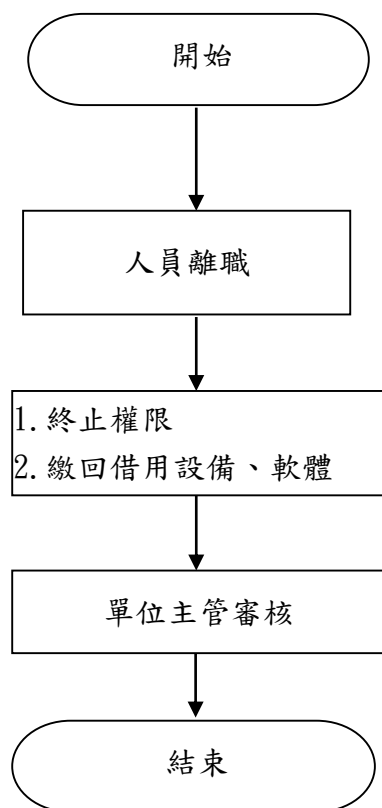 開始
人員離職
1.終止權限
2.繳回借用設備、軟體
單位主管審核
結束